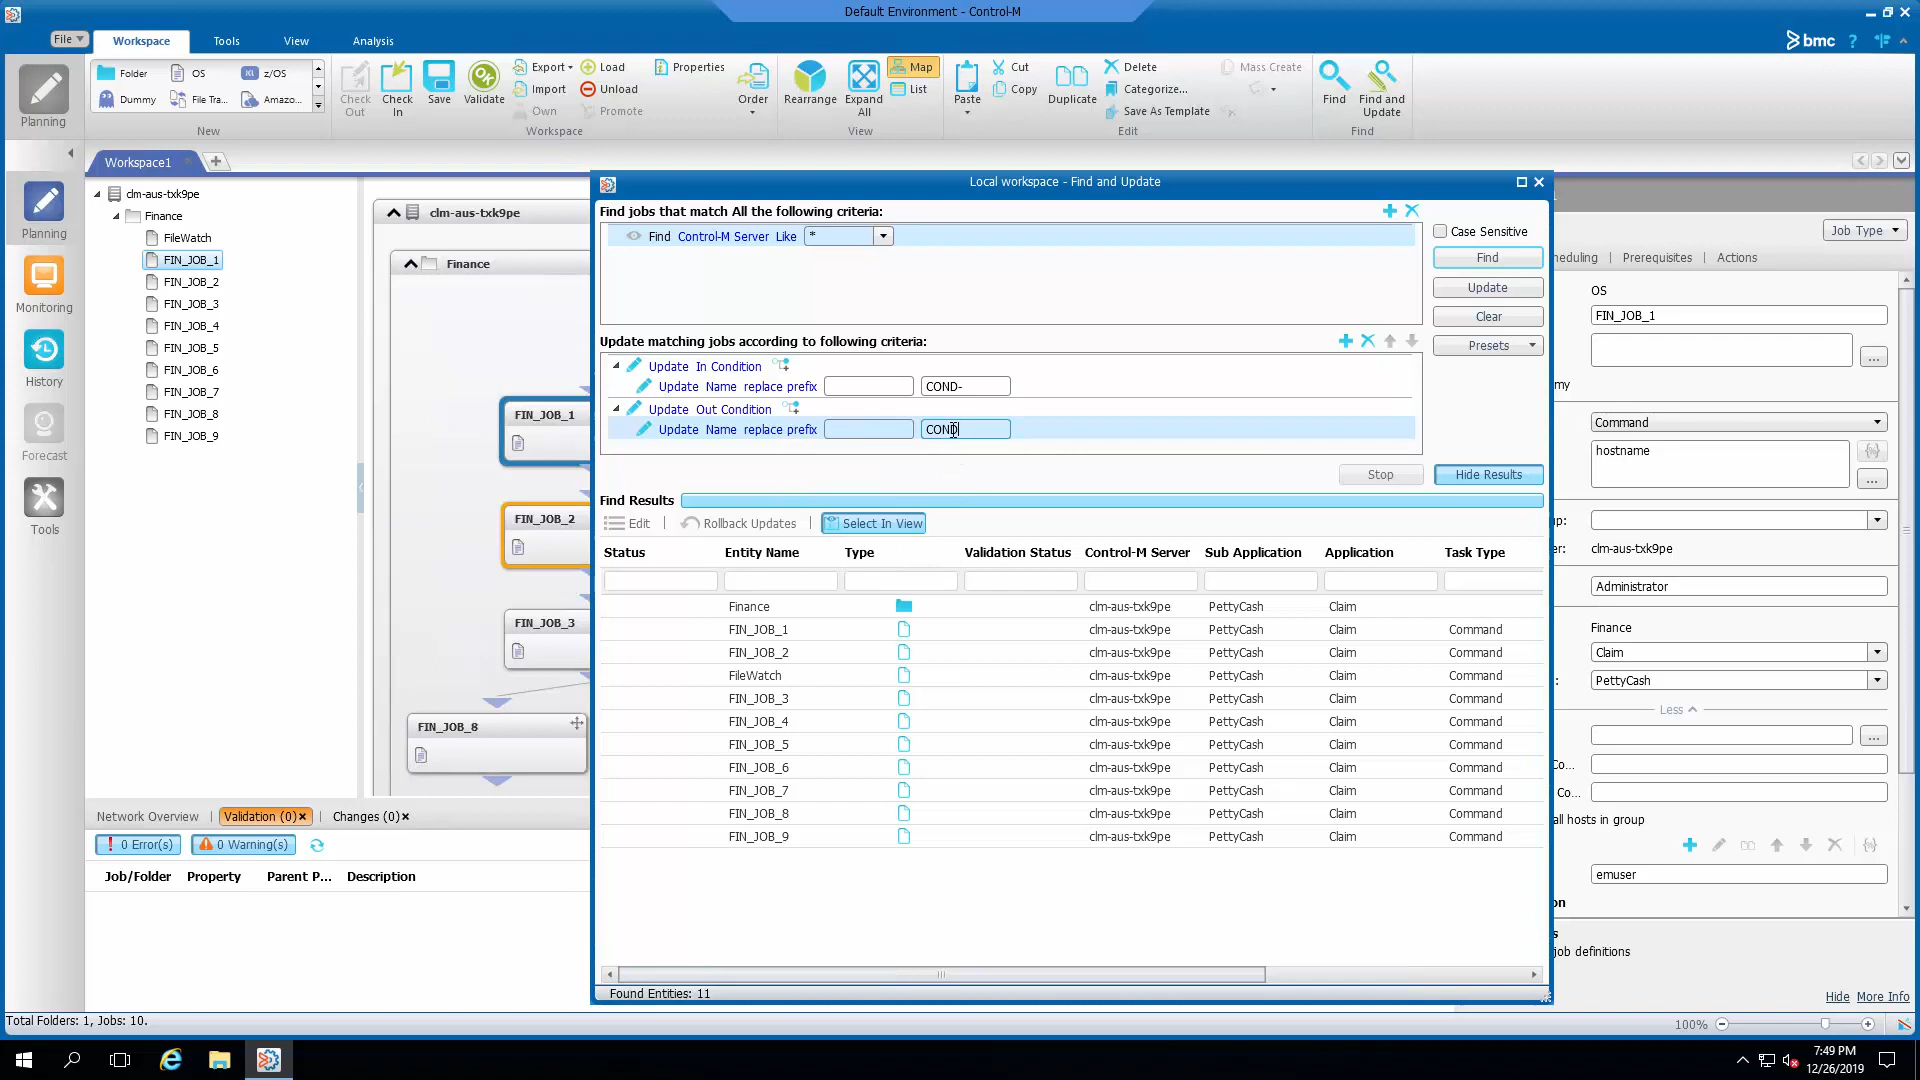 Default Environment - Control-M
File
Workspace
Tools
View
Analysis
bmc
?
Planning
Folder
OS
z/OS
Dummy
File Tra...
Amazo...
New
Check Out
Check In
Save
Validate
Export
Import
Own
Load
Unload
Promote
Properties
Order
Workspace
Rearrange
Expand All
Map
List
View
Paste
Cut
Copy
Duplicate
Delete
Categorize...
Save As Template
Mass Create
Edit
Find
Find and Update
Find
Workspace1
Planning
Monitoring
History
Forecast
Tools
clm-aus-txk9pe
Finance
FileWatch
FIN_JOB_1
FIN_JOB_2
FIN_JOB_3
FIN_JOB_4
FIN_JOB_5
FIN_JOB_6
FIN_JOB_7
FIN_JOB_8
FIN_JOB_9
clm-aus-txk9pe
Finance
FIN_JOB_1
FIN_JOB_2
FIN_JOB_3
FIN_JOB_8
Local workspace - Find and Update
Find jobs that match All the following criteria:
Find Control-M Server Like *
Case Sensitive
Find
Update
Clear
Presets
Update matching jobs according to following criteria:
Update In Condition
Update Name replace prefix COND-
Update Out Condition
Update Name replace prefix COND
Stop
Hide Results
Find Results
Edit | Rollback Updates | Select In View
Status Entity Name Type Validation Status Control-M Server Sub Application Application Task Type
Finance clm-aus-txk9pe PettyCash Claim
FIN_JOB_1 clm-aus-txk9pe PettyCash Claim Command
FIN_JOB_2 clm-aus-txk9pe PettyCash Claim Command
FileWatch clm-aus-txk9pe PettyCash Claim Command
FIN_JOB_3 clm-aus-txk9pe PettyCash Claim Command
FIN_JOB_4 clm-aus-txk9pe PettyCash Claim Command
FIN_JOB_5 clm-aus-txk9pe PettyCash Claim Command
FIN_JOB_6 clm-aus-txk9pe PettyCash Claim Command
FIN_JOB_7 clm-aus-txk9pe PettyCash Claim Command
FIN_JOB_8 clm-aus-txk9pe PettyCash Claim Command
FIN_JOB_9 clm-aus-txk9pe PettyCash Claim Command
Found Entities: 11
Job Type
heduling | Prerequisites | Actions
OS
FIN_JOB_1
...
my
Command
hostname
...
up:
er: clm-aus-txk9pe
Administrator
Finance
Claim
: PettyCash
Less
...
Co...
Co...
all hosts in group
emuser
on
s
job definitions
Hide More Info
Network Overview | Validation (0)× | Changes (0)×
! 0 Error(s)
0 Warning(s)
Job/Folder Property Parent P... Description
Total Folders: 1, Jobs: 10.
100%
7:49 PM
12/26/2019